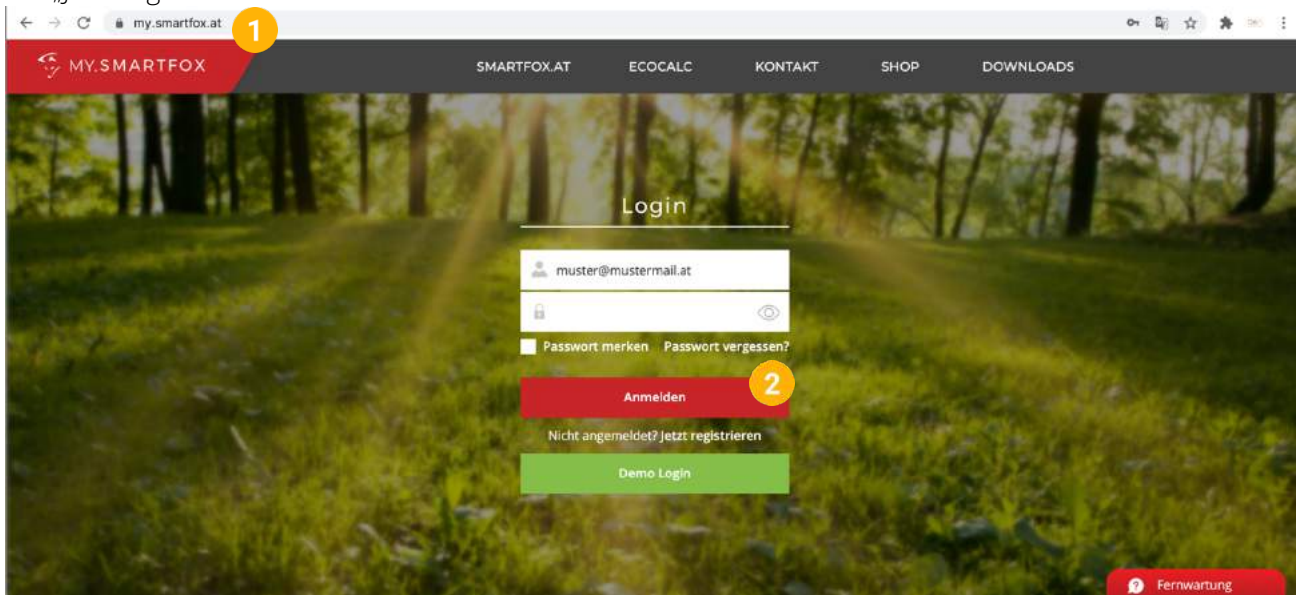 my.smartfox.at
1
MY.SMARTFOX SMARTFOX.AT ECOCALC KONTAKT SHOP DOWNLOADS
Login
muster@mustermail.at
Passwort merken Passwort vergessen?
Anmelden
2
Nicht angemeldet? Jetzt registrieren
Demo Login
? Fernwartung